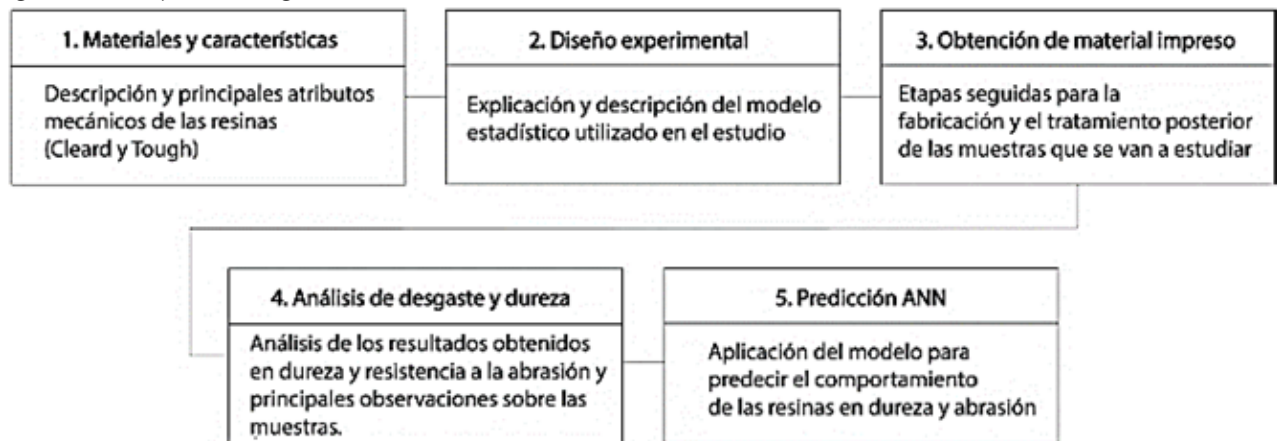 1. Materiales y características
Descripción y principales atributos
mecánicos de las resinas
(Cleard y Tough)
2. Diseño experimental
Explicación y descripción del modelo
estadístico utilizado en el estudio
3. Obtención de material impreso
Etapas seguidas para la
fabricación y el tratamiento posterior
de las muestras que se van a estudiar
4. Análisis de desgaste y dureza
Análisis de los resultados obtenidos
en dureza y resistencia a la abrasión y
principales observaciones sobre las
muestras.
5. Predicción ANN
Aplicación del modelo para
predecir el comportamiento
de las resinas en dureza y abrasión